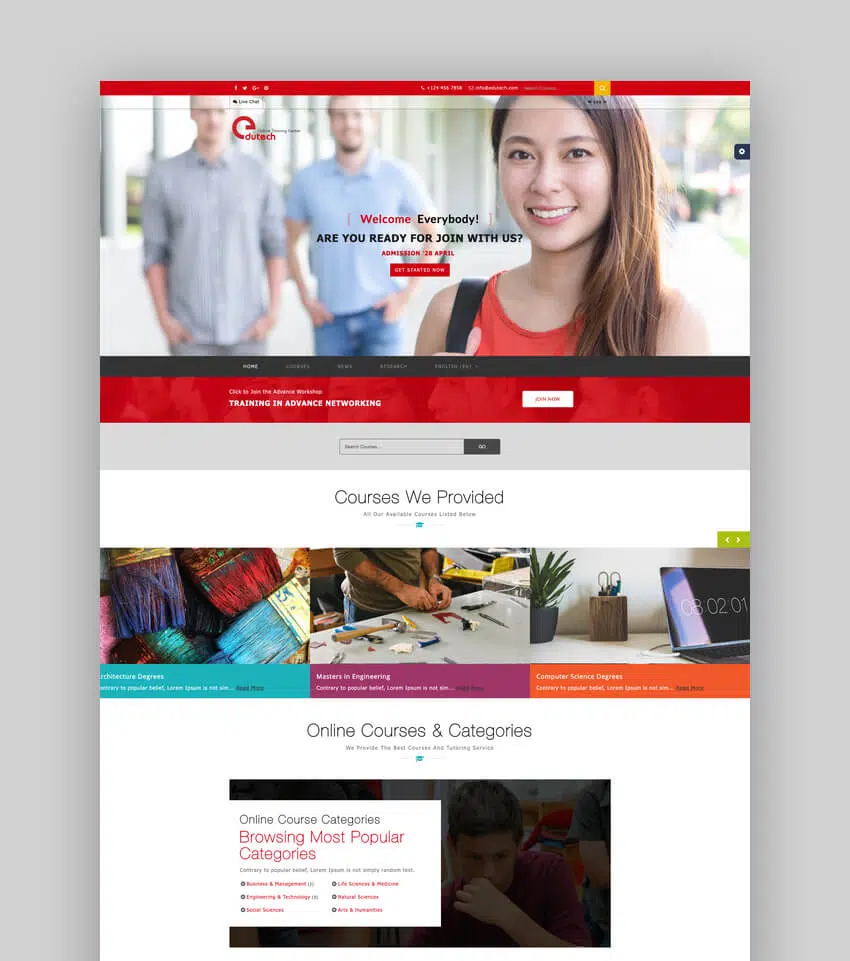 +124 456 7858 info@edutech.com Search Courses
Live Chat
edutech
Online Training Center
[ Welcome Everybody! ]
ARE YOU READY FOR JOIN WITH US?
ADMISSION '28 APRIL
GET STARTED NOW
HOME COURSES NEWS RESEARCH ENGLISH (EN)
Click to Join the Advance Workshop
TRAINING IN ADVANCE NETWORKING
JOIN NOW
Search Courses... GO
Courses We Provided
All Our Available Courses Listed Below
08:02:01
Architecture Degrees
Contrary to popular belief, Lorem Ipsum is not sim... Read More
Masters in Engineering
Contrary to popular belief, Lorem Ipsum is not sim... Read More
Computer Science Degrees
Contrary to popular belief, Lorem Ipsum is not sim... Read More
Online Courses & Categories
We Provide The Best Courses And Tutoring Service
Online Course Categories
Browsing Most Popular
Categories
Contrary to popular belief, Lorem Ipsum is not simply random text.
Business & Management (2) Life Sciences & Medicine
Engineering & Technology (3) Natural Sciences
Social Sciences Arts & Humanities